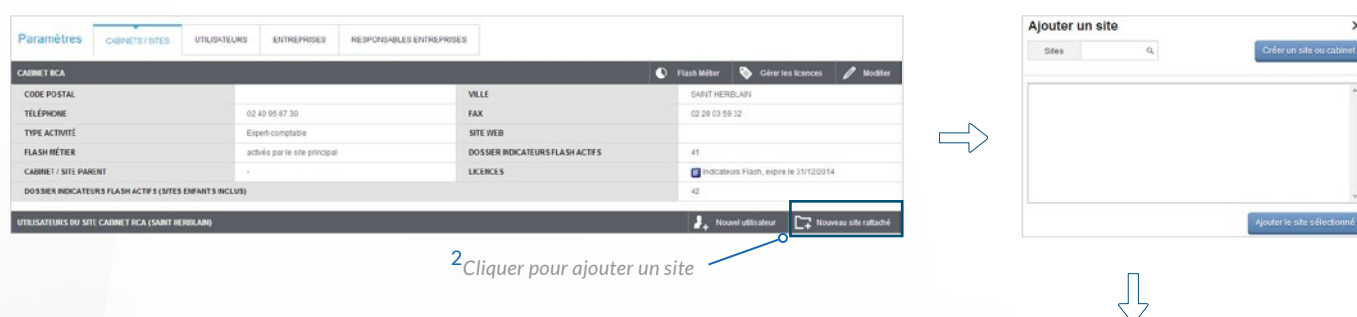 Paramètres CABINETS / SITES UTILISATEURS ENTREPRISES RESPONSABLES ENTREPRISES
CABINET RCA Flash Métier Gérer les licences Modifier
CODE POSTAL VILLE SAINT HERBLAIN
TÉLÉPHONE 02 40 95 87 30 FAX 02 28 03 59 32
TYPE ACTIVITÉ Expert-comptable SITE WEB
FLASH MÉTIER activés par le site principal DOSSIER INDICATEURS FLASH ACTIFS 41
CABINET / SITE PARENT - LICENCES Indicateurs Flash, expire le 31/12/2014
DOSSIER INDICATEURS FLASH ACTIFS (SITES ENFANTS INCLUS) 42
UTILISATEURS DU SITE CABINET RCA (SAINT HERBLAIN) Nouvel utilisateur Nouveau site rattaché
2 Cliquer pour ajouter un site
Ajouter un site
Sites Créer un site ou cabinet
Ajouter le site sélectionné